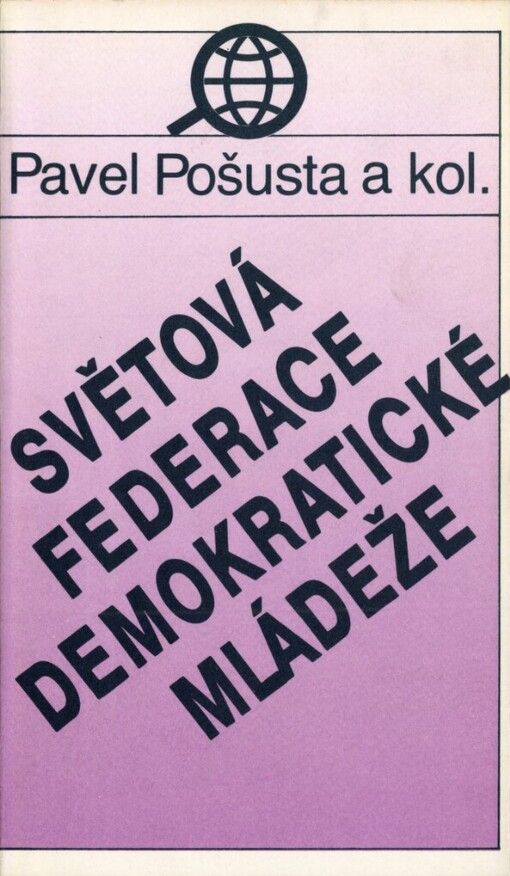 Pavel Pošusta a kol.
SVĚTOVÁ
FEDERACE
DEMOKRATICKÉ
MLÁDEŽE